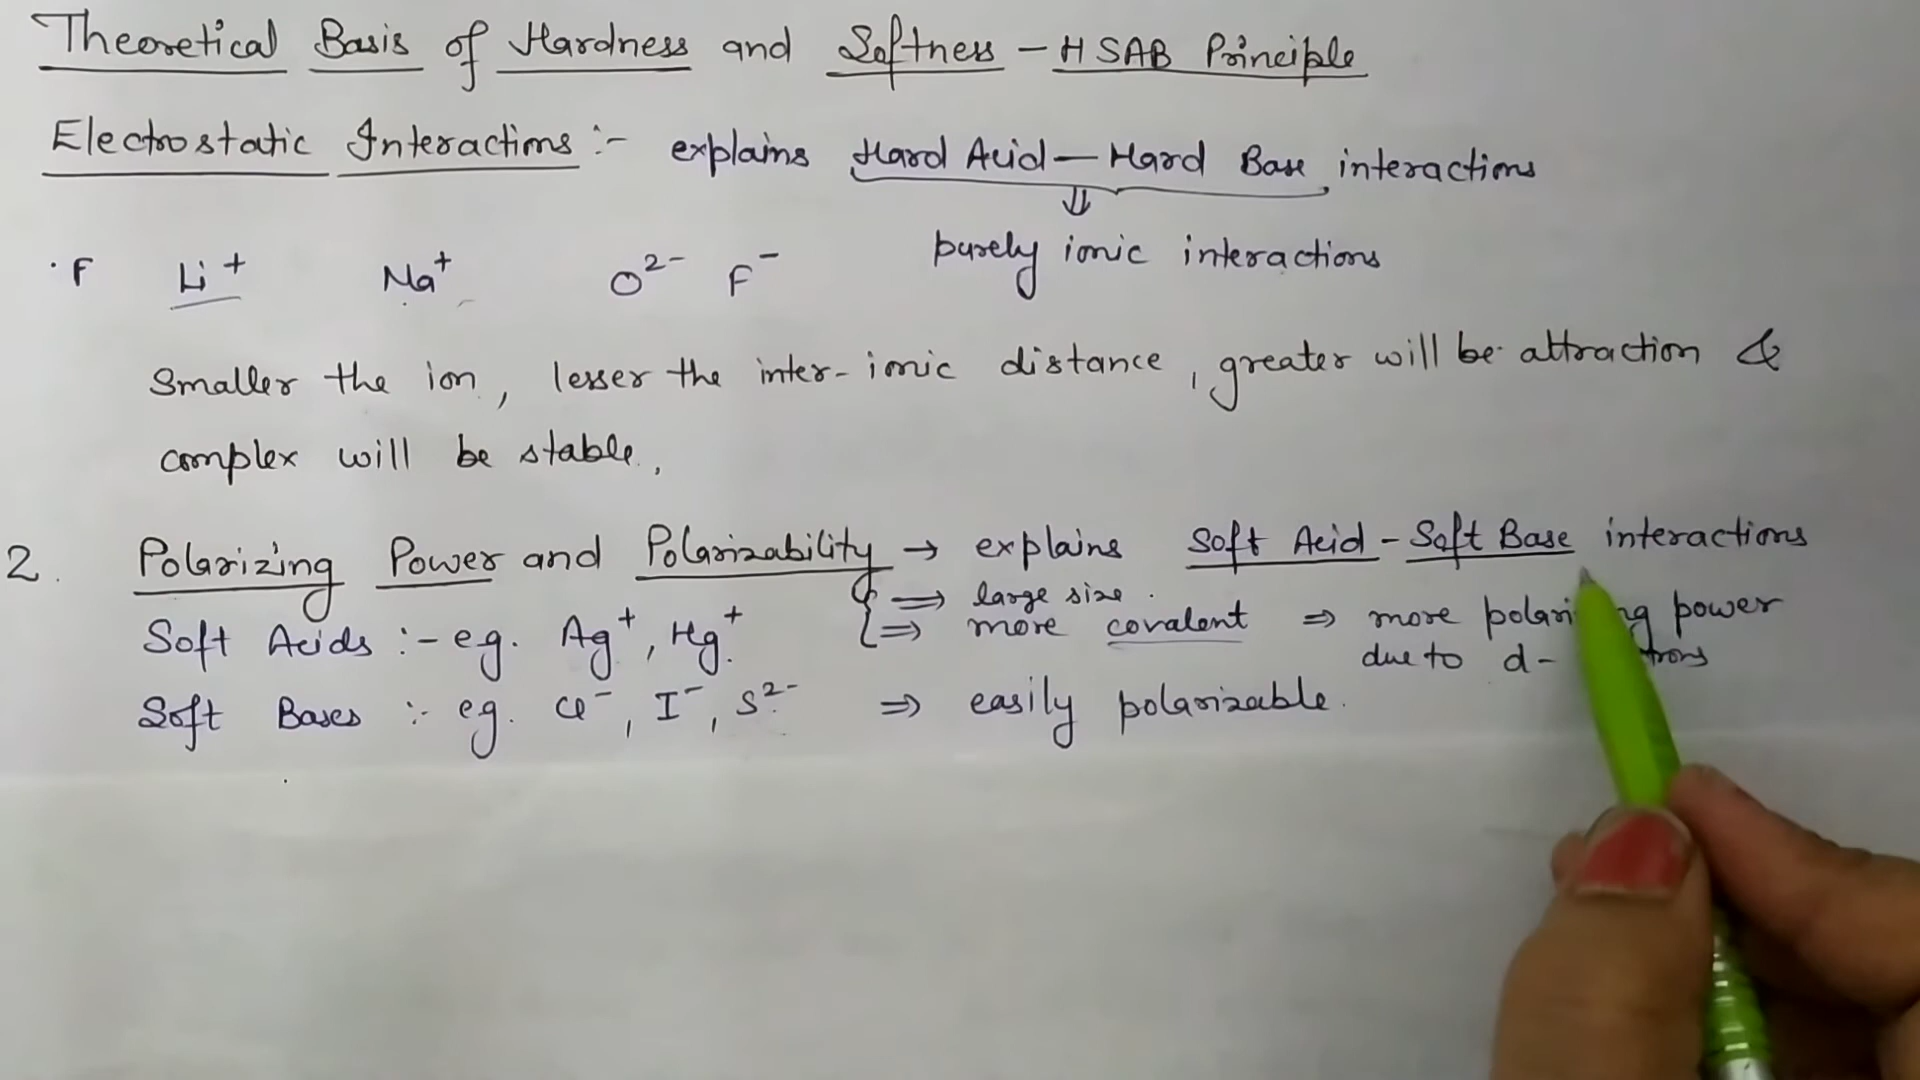 Theoretical Basis of Hardness and Softness - HSAB Principle
Electrostatic Interactions :- explains Hard Acid - Hard Base interactions
⇓
purely ionic interactions
·F Li+ Na+ O2- F-
Smaller the ion, lesser the inter-ionic distance, greater will be attraction &
complex will be stable.
2. Polarizing Power and Polarizability → explains Soft Acid - Soft Base interactions
⇒ large size.
Soft Acids :- eg. Ag+, Hg+ ⇒ more covalent ⇒ more power
due to d-
Soft Bases :- eg. Cl-, I-, S2- ⇒ easily polarizable.